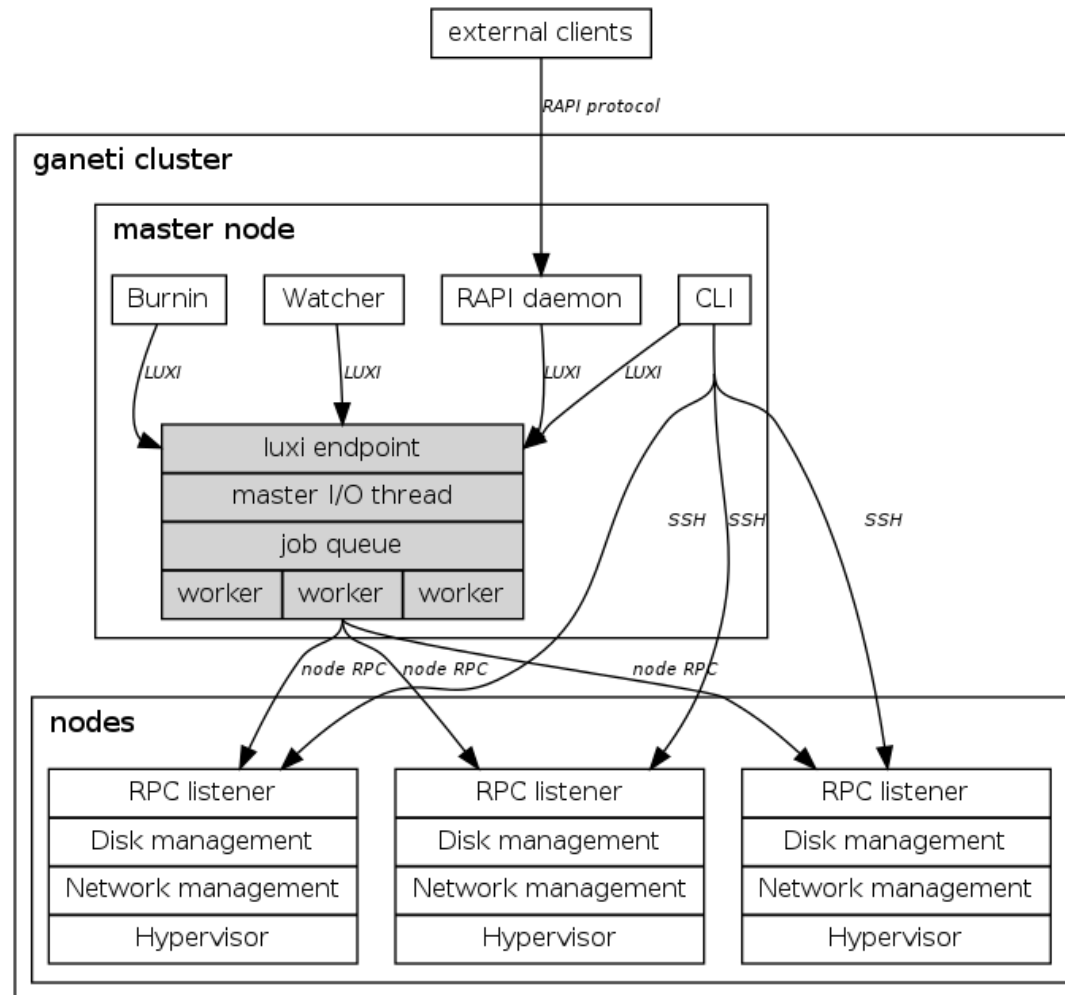 external clients
RAPI protocol
ganeti cluster
master node
Burnin
Watcher
RAPI daemon
CLI
LUXI
LUXI
LUXI
LUXI
luxi endpoint
master I/O thread
job queue
worker
worker
worker
SSH
SSH
SSH
node RPC
node RPC
node RPC
nodes
RPC listener
RPC listener
RPC listener
Disk management
Disk management
Disk management
Network management
Network management
Network management
Hypervisor
Hypervisor
Hypervisor